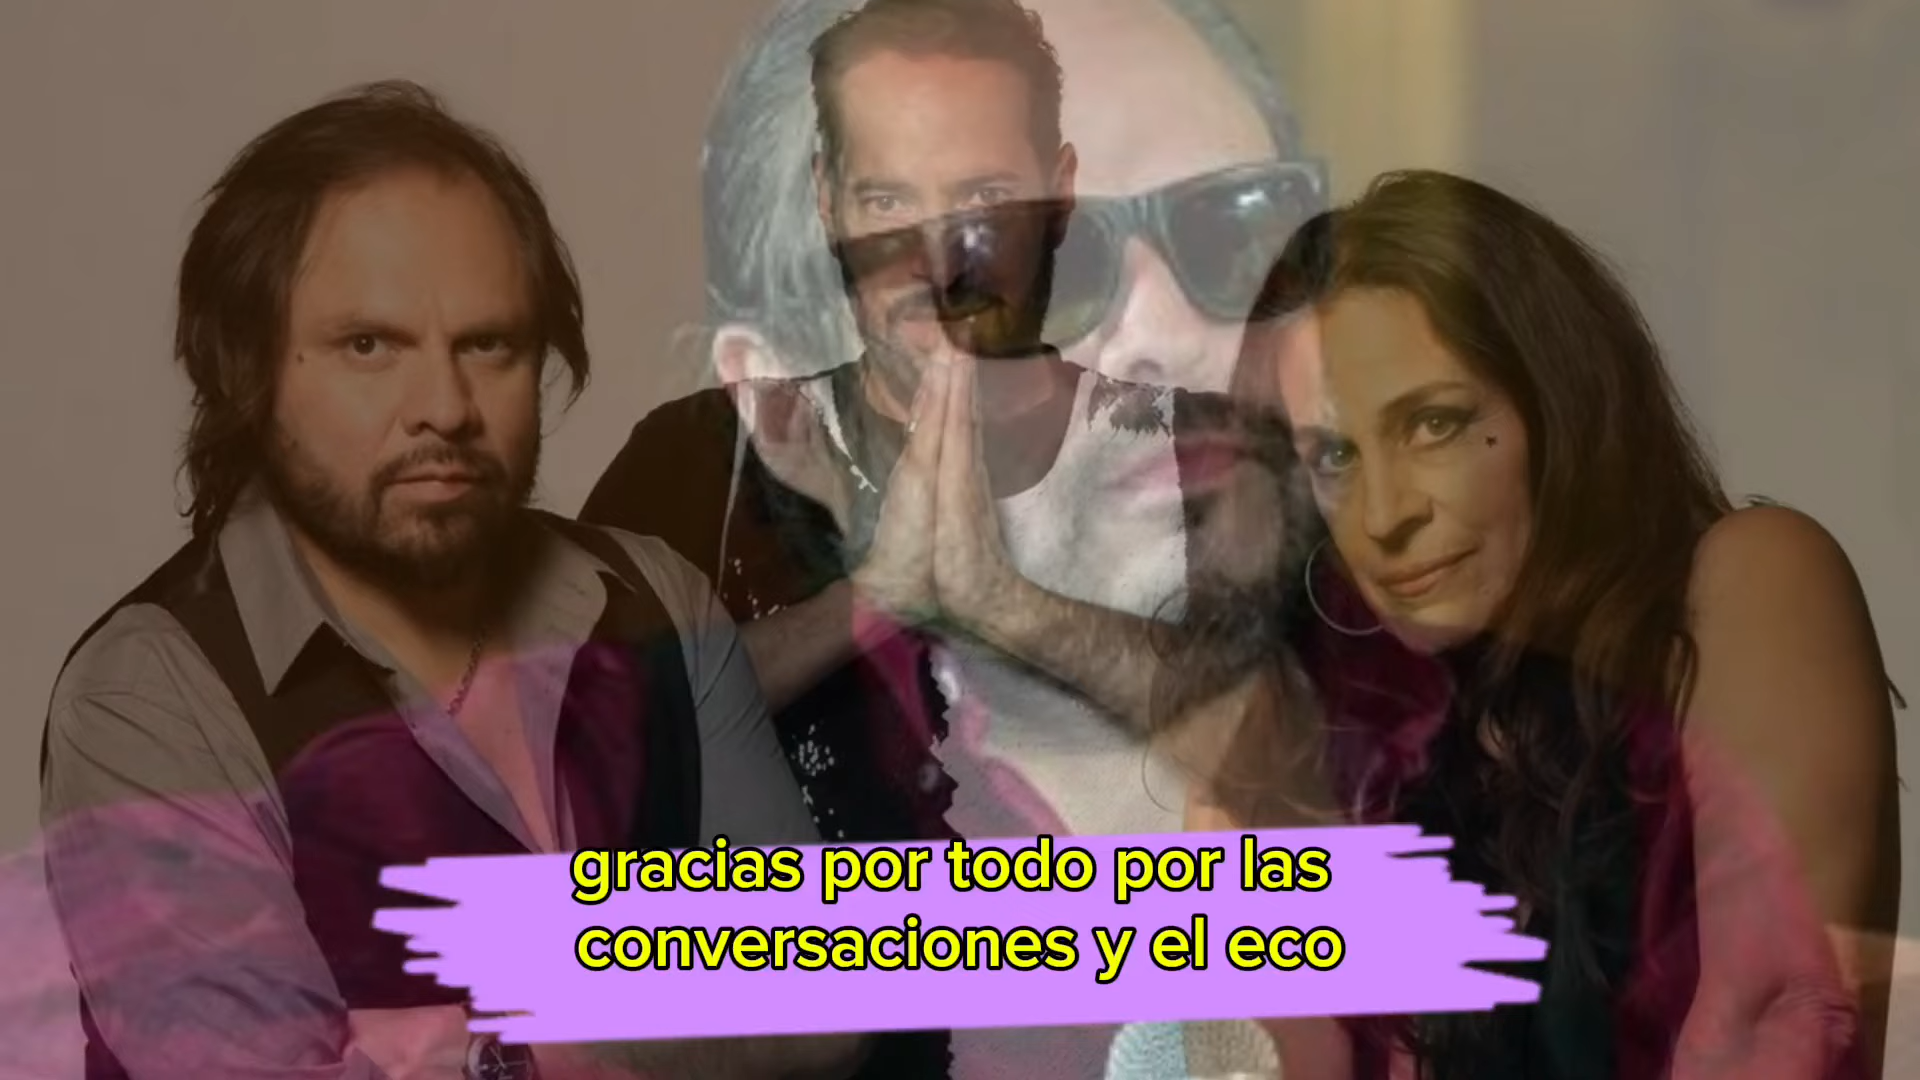 gracias por todo por las
conversaciones y el eco